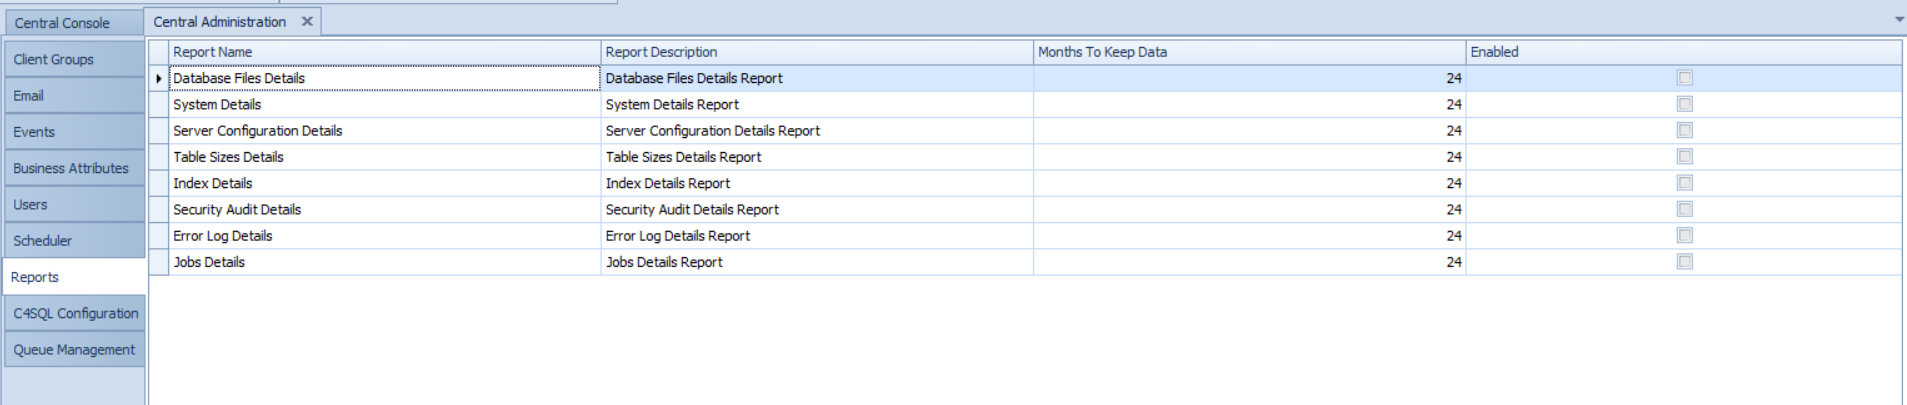 Central Console
Central Administration
Client Groups
Email
Events
Business Attributes
Users
Scheduler
Reports
C4SQL Configuration
Queue Management
Report Name Report Description Months To Keep Data Enabled
Database Files Details Database Files Details Report 24
System Details System Details Report 24
Server Configuration Details Server Configuration Details Report 24
Table Sizes Details Table Sizes Details Report 24
Index Details Index Details Report 24
Security Audit Details Security Audit Details Report 24
Error Log Details Error Log Details Report 24
Jobs Details Jobs Details Report 24